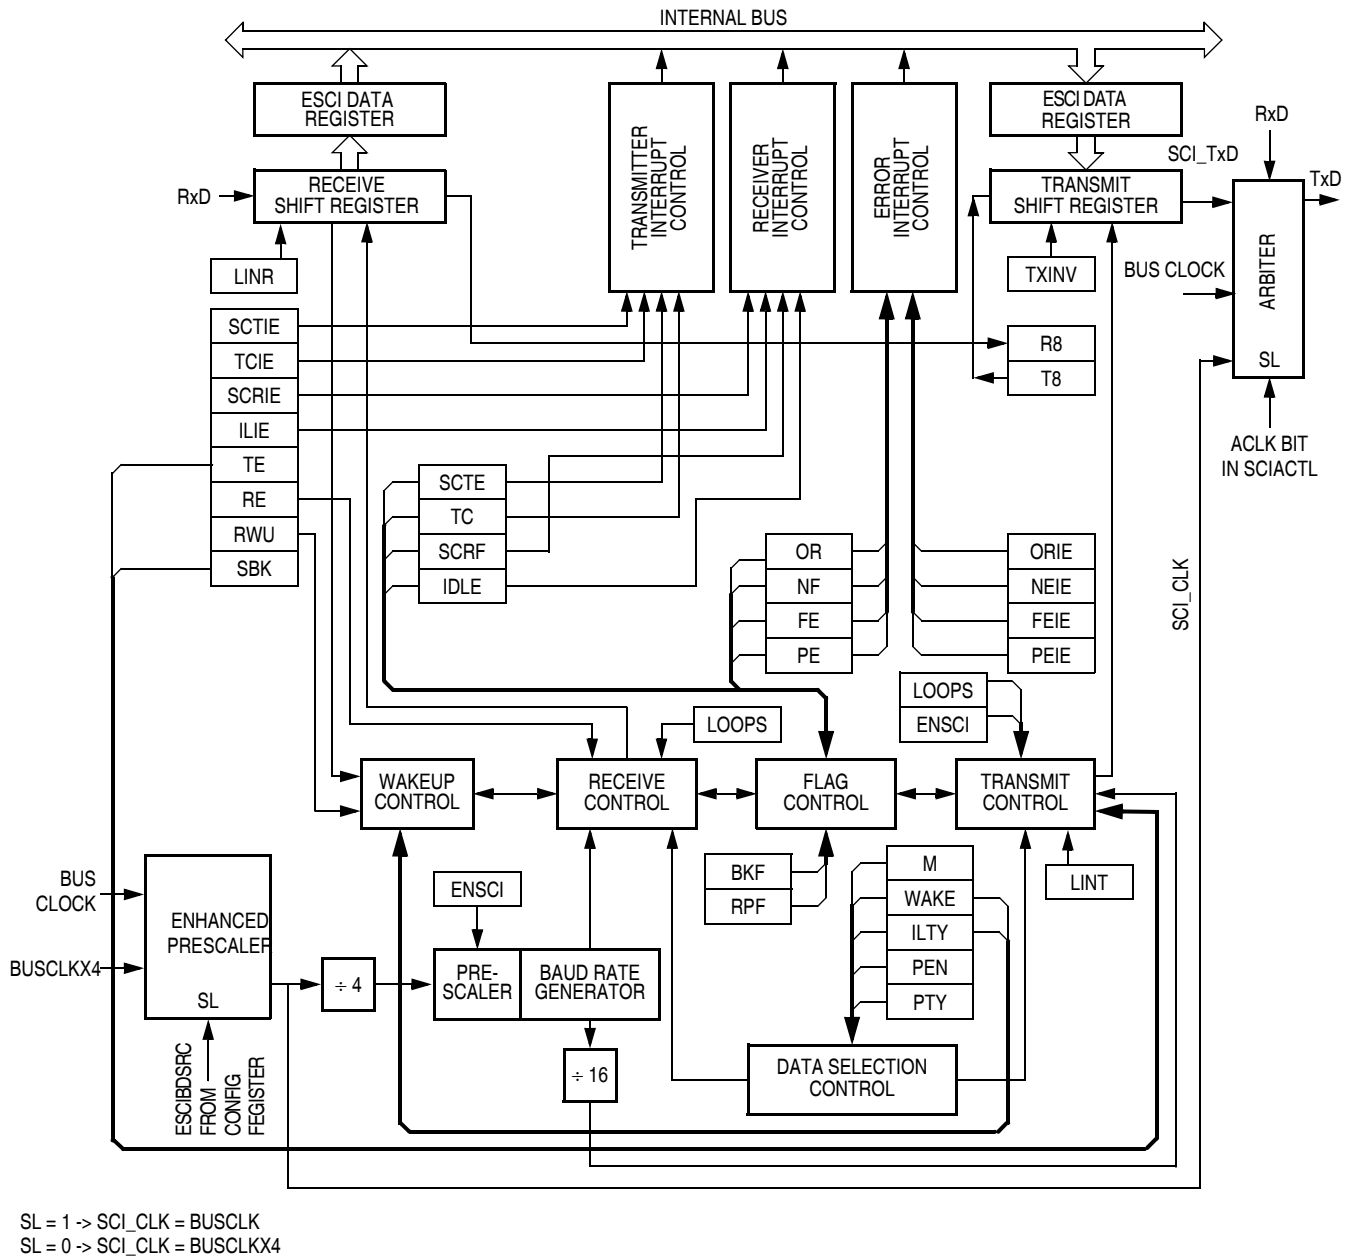 INTERNAL BUS
ESCI DATA
REGISTER
RECEIVE
SHIFT REGISTER
RxD
LINR
TRANSMITTER
INTERRUPT
CONTROL
RECEIVER
INTERRUPT
CONTROL
ERROR
INTERRUPT
CONTROL
ESCI DATA
REGISTER
TRANSMIT
SHIFT REGISTER
TXINV
SCI_TxD
RxD
TxD
BUS CLOCK
ARBITER
SL
ACLK BIT
IN SCIACTL
R8
T8
SCTIE
TCIE
SCRIE
ILIE
TE
RE
RWU
SBK
SCTE
TC
SCRF
IDLE
OR
NF
FE
PE
ORIE
NEIE
FEIE
PEIE
SCI_CLK
LOOPS
LOOPS
ENSCI
WAKEUP
CONTROL
RECEIVE
CONTROL
FLAG
CONTROL
TRANSMIT
CONTROL
BKF
RPF
M
WAKE
ILTY
PEN
PTY
LINT
BUS
CLOCK
BUSCLKX4
ENHANCED
PRESCALER
SL
ESCIBDSRC
FROM
CONFIG
FEGISTER
÷ 4
ENSCI
PRE-
SCALER
BAUD RATE
GENERATOR
÷ 16
DATA SELECTION
CONTROL
SL = 1 -> SCI_CLK = BUSCLK
SL = 0 -> SCI_CLK = BUSCLKX4